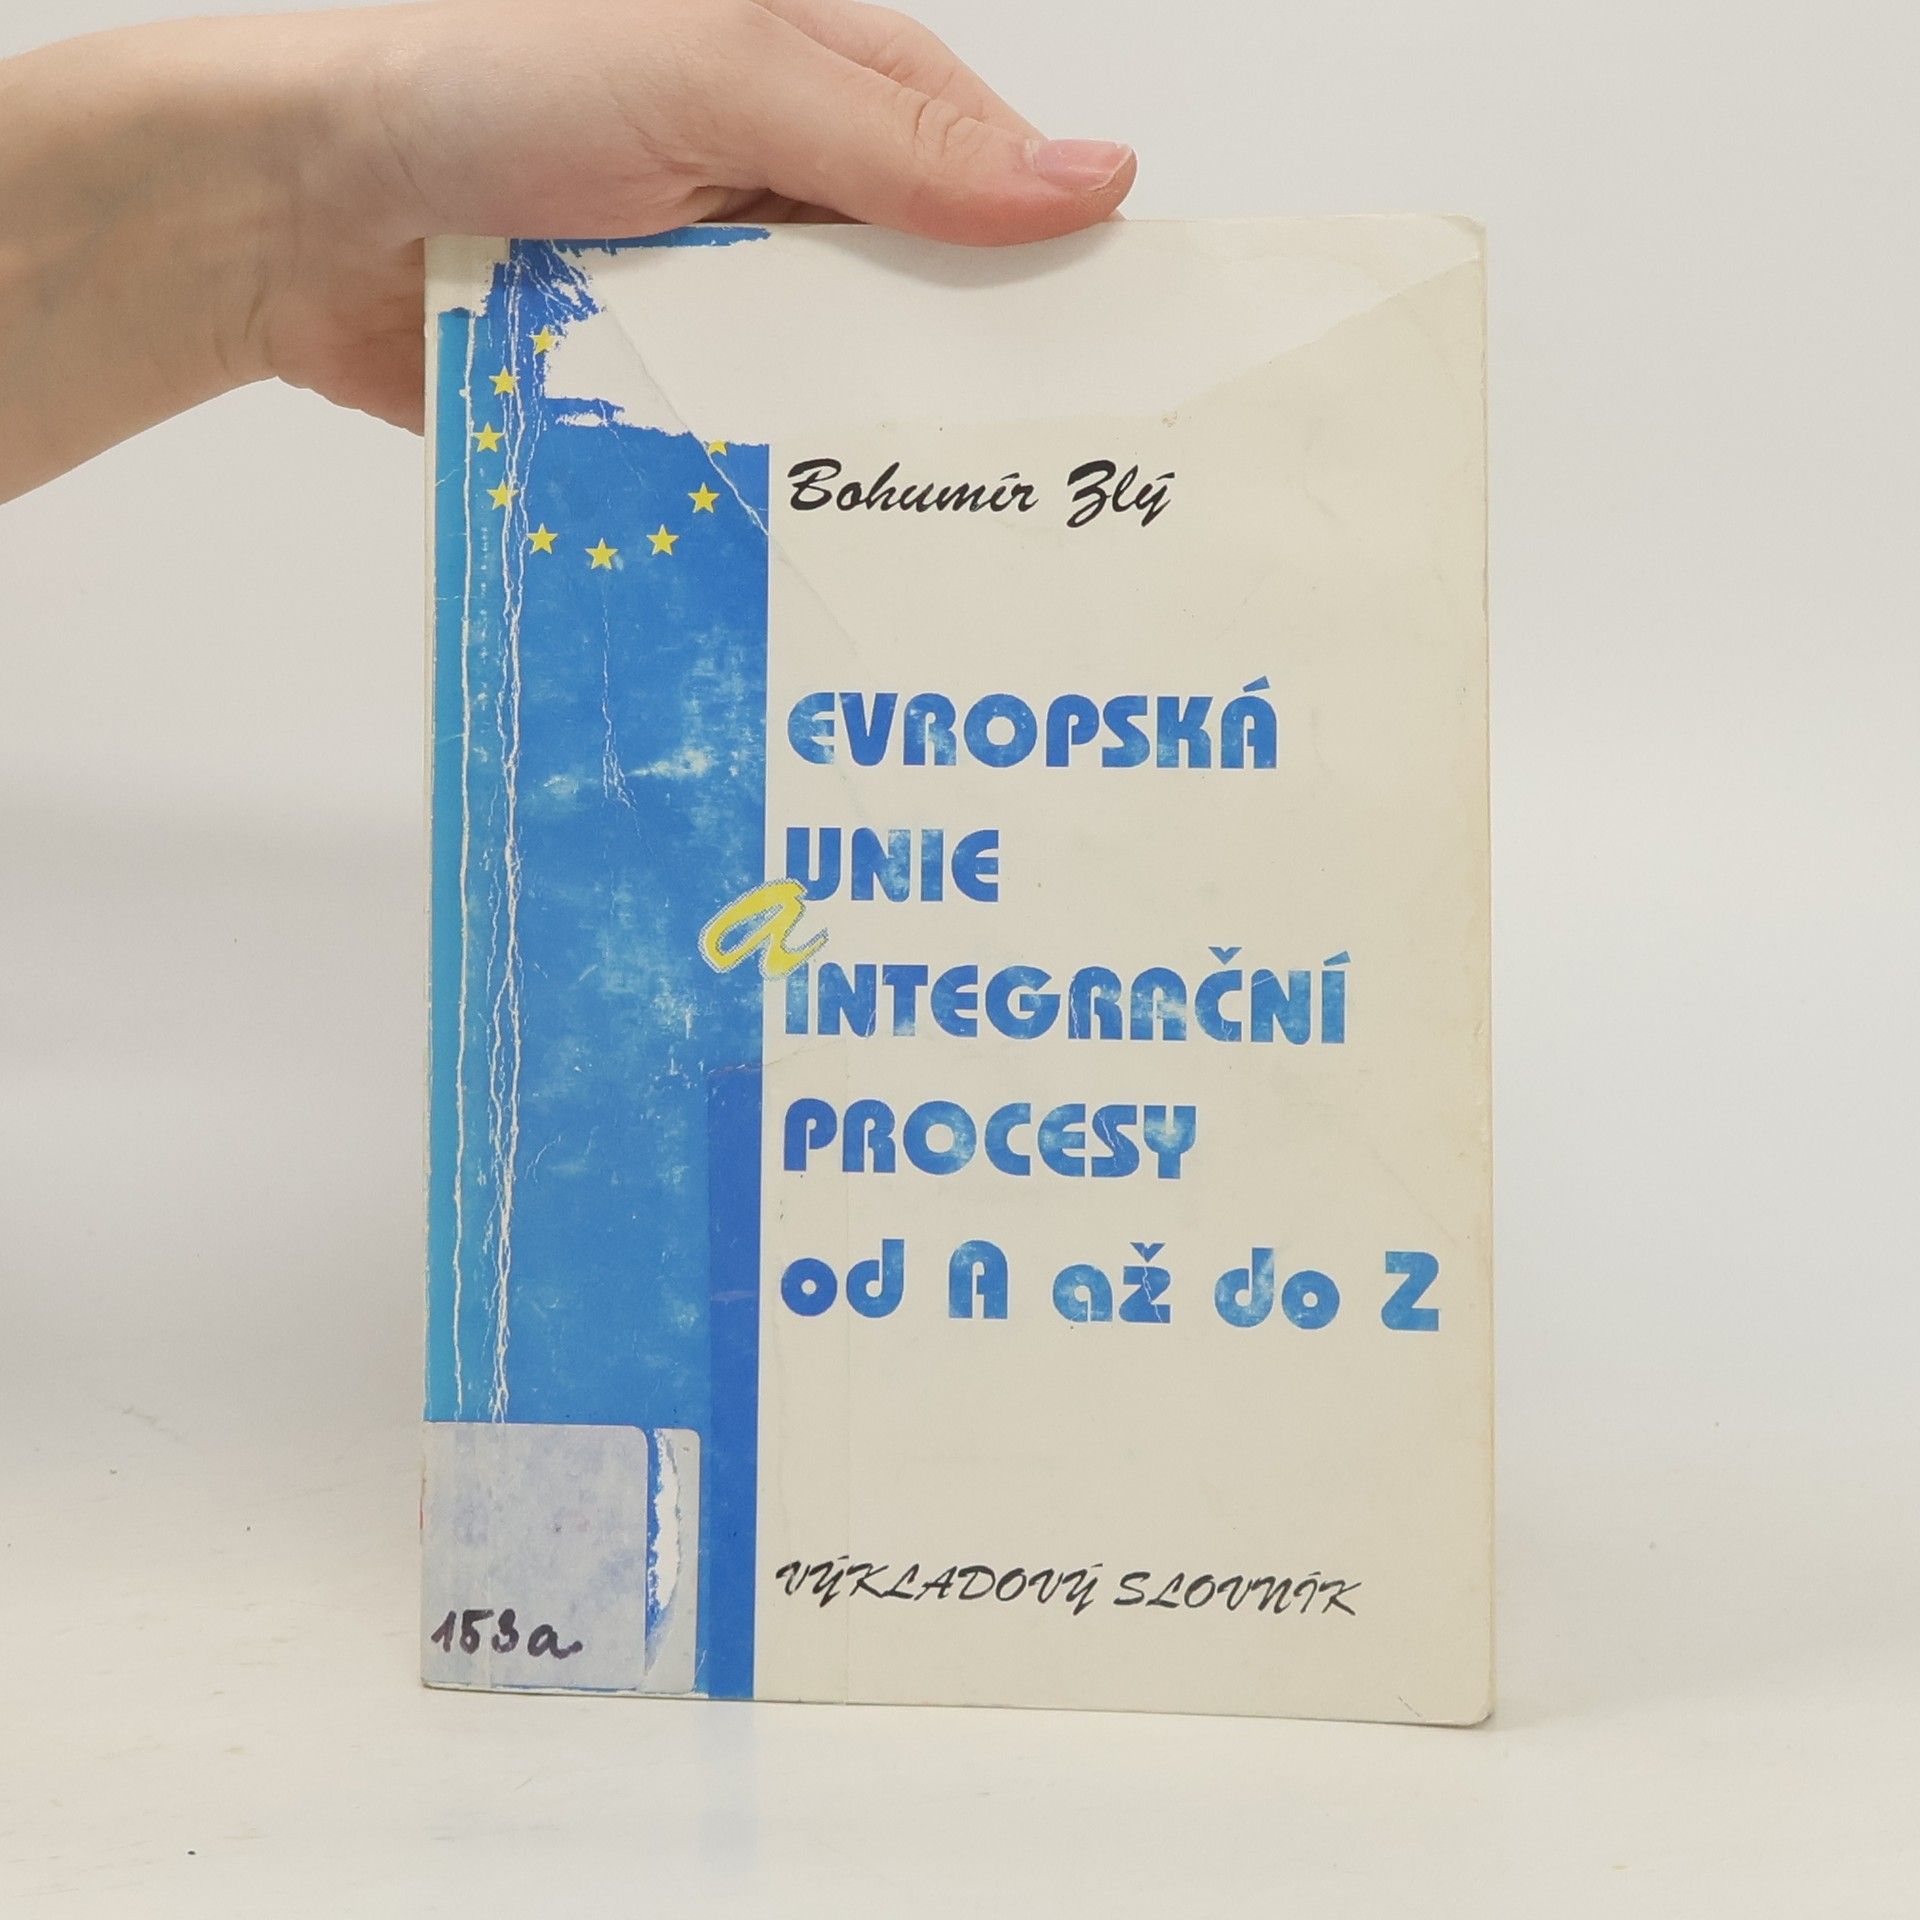 Bohumír Zlý
EVROPSKÁ
UNIE
a
INTEGRAČNÍ
PROCESY
od A až do Z
VÝKLADOVÝ SLOVNÍK
153a